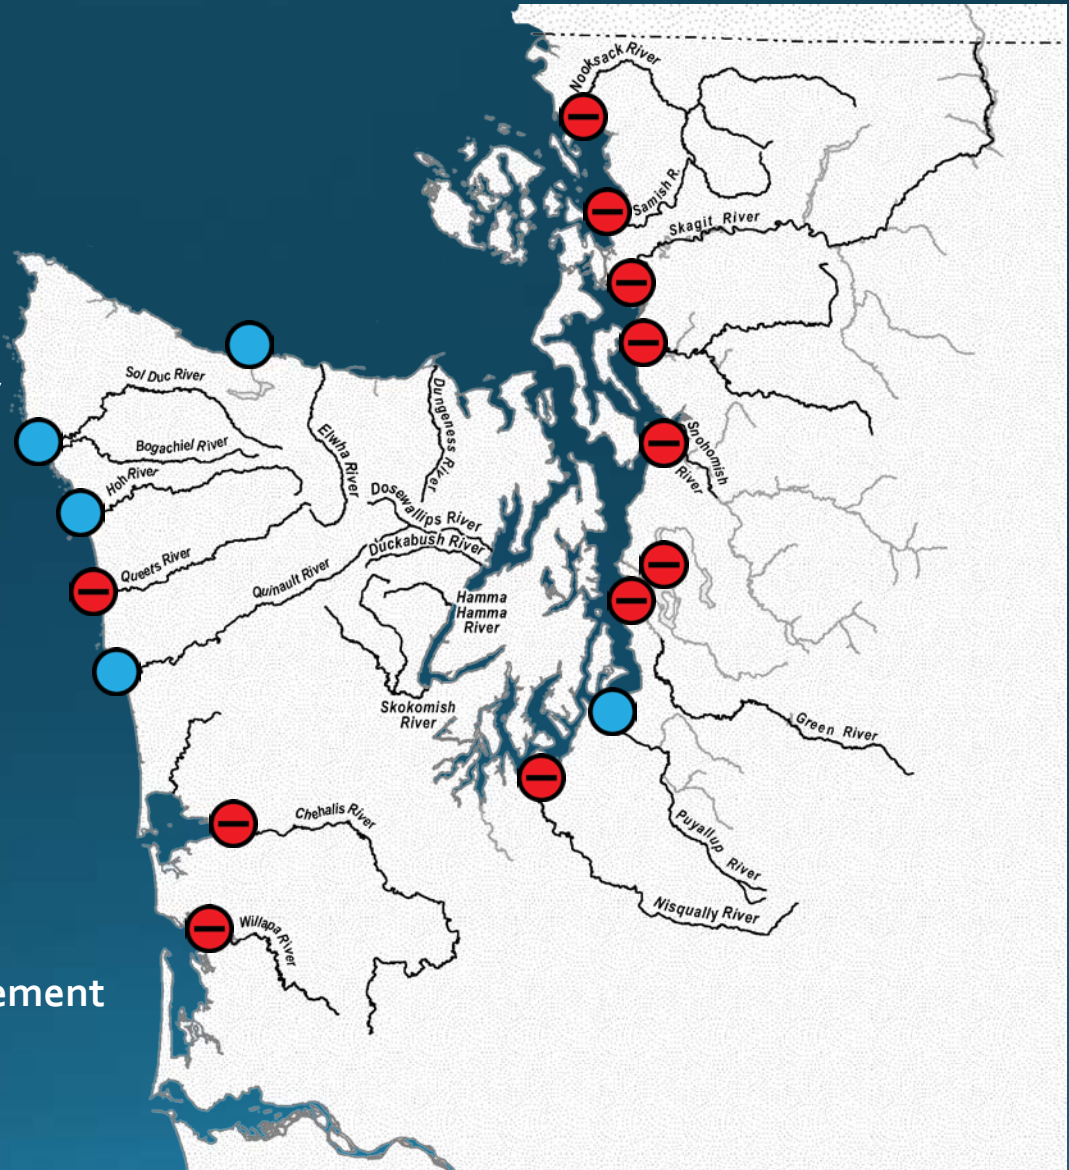 Nooksack River
Samish R.
Skagit River
Sol Duc River
Bogachiel River
Hoh River
Elwha River
Dungeness River
Snohomish
River
Dosewallips River
Duckabush River
Queets River
Quinault River
Hamma
Hamma
River
Skokomish
River
Green River
Chehalis River
Puyallup River
Nisqually River
Willapa River
ement